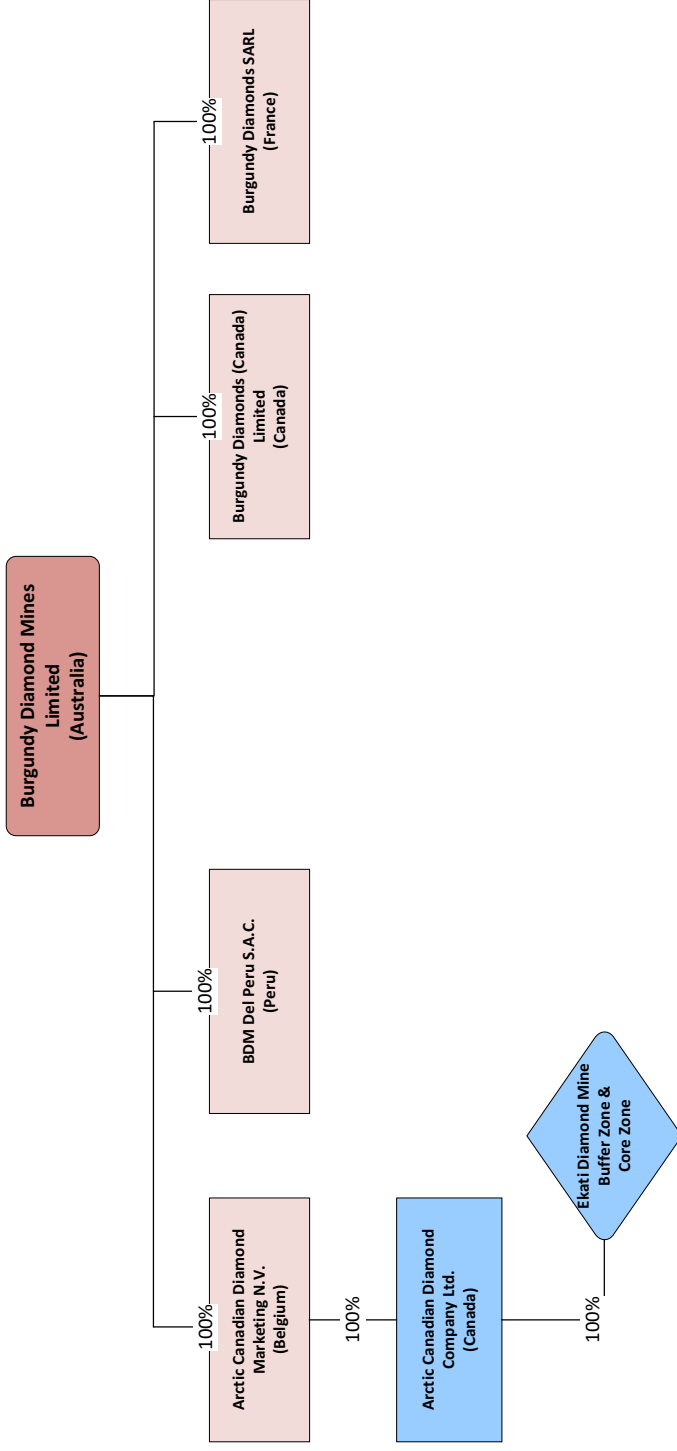 Burgundy Diamond Mines
Limited
(Australia)
100%
100%
100%
100%
Arctic Canadian Diamond
Marketing N.V.
(Belgium)
BDM Del Peru S.A.C.
(Peru)
Burgundy Diamonds (Canada)
Limited
(Canada)
Burgundy Diamonds SARL
(France)
100%
Arctic Canadian Diamond
Company Ltd.
(Canada)
100%
Ekati Diamond Mine
Buffer Zone &
Core Zone